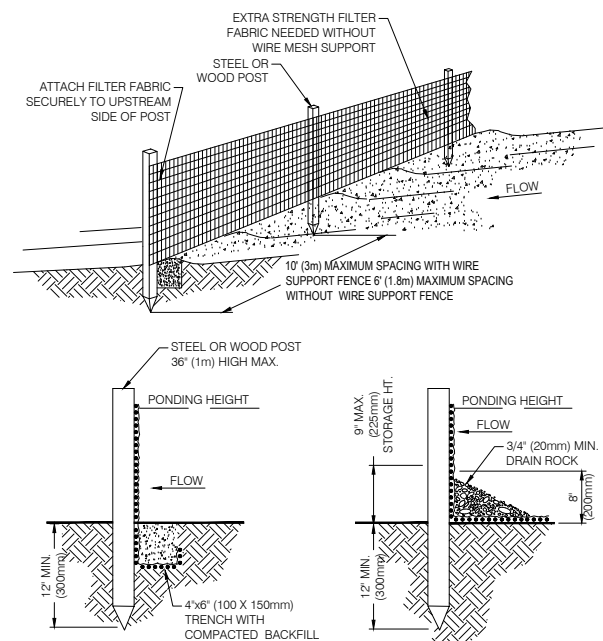 EXTRA STRENGTH FILTER
FABRIC NEEDED WITHOUT
WIRE MESH SUPPORT
STEEL OR
WOOD POST
ATTACH FILTER FABRIC
SECURELY TO UPSTREAM
SIDE OF POST
FLOW
10' (3m) MAXIMUM SPACING WITH WIRE
SUPPORT FENCE 6' (1.8m) MAXIMUM SPACING
WITHOUT WIRE SUPPORT FENCE
STEEL OR WOOD POST
36" (1m) HIGH MAX.
PONDING HEIGHT
FLOW
12" MIN.
(300mm)
4"x6" (100 X 150mm)
TRENCH WITH
COMPACTED BACKFILL
PONDING HEIGHT
FLOW
9" MAX.
(225mm)
STORAGE HT.
3/4" (20mm) MIN.
DRAIN ROCK
8"
(200mm)
12" MIN.
(300mm)